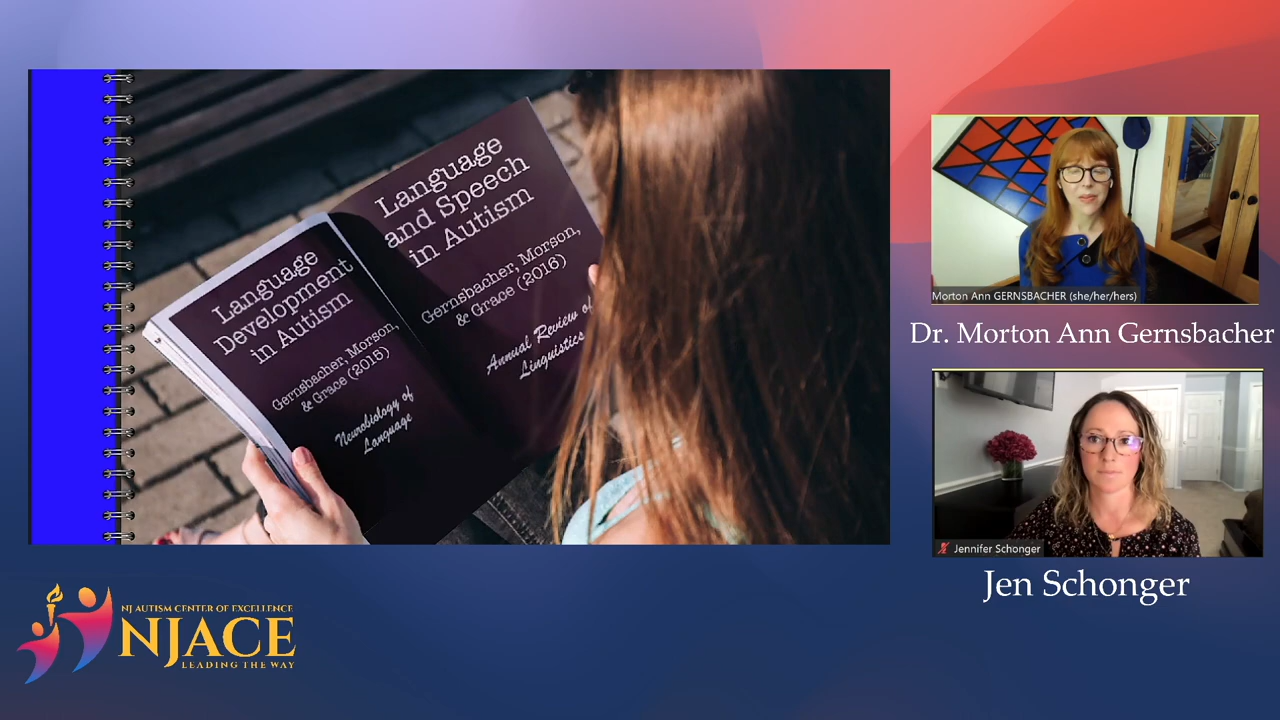 Language
Development
in Autism
Gernsbacher, Morson,
& Grace (2015)
Neurobiology of
Language
Language
and Speech
in Autism
Gernsbacher, Morson,
& Grace (2016)
Annual Review of
Linguistics
Morton Ann GERNSBACHER (she/her/hers)
Dr. Morton Ann Gernsbacher
Jennifer Schonger
Jen Schonger
NJ AUTISM CENTER OF EXCELLENCE
NJACE
LEADING THE WAY